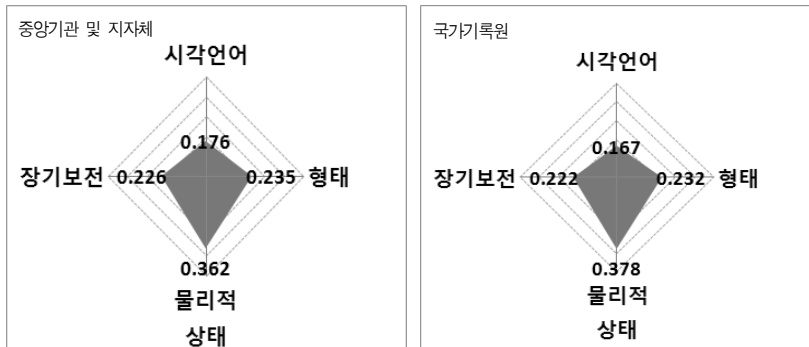 중앙기관 및 지자체
시각언어
0.176
장기보전 0.226 0.235 형태
0.362
물리적
상태
국가기록원
시각언어
0.167
장기보전 0.222 0.232 형태
0.378
물리적
상태